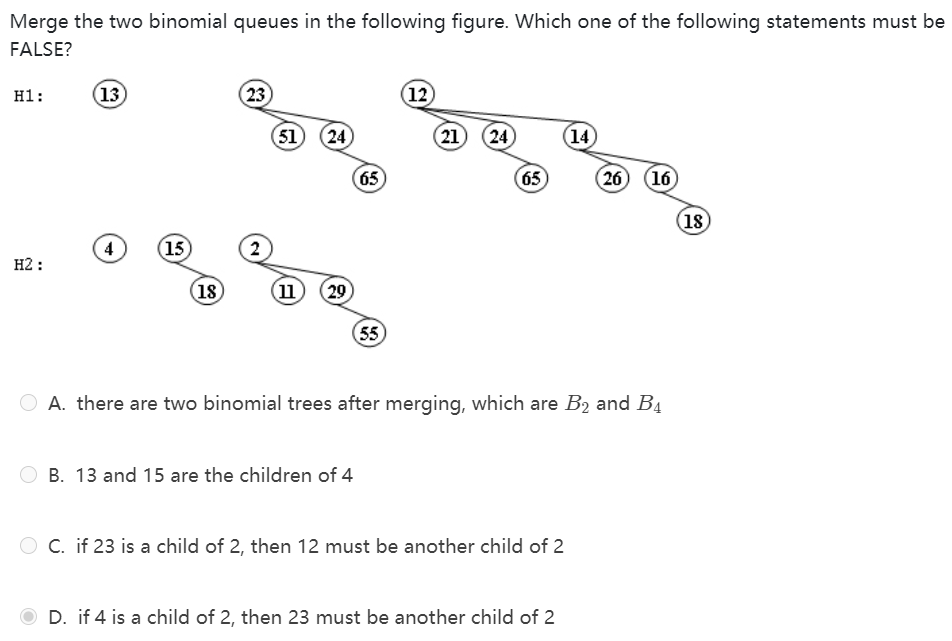 Merge the two binomial queues in the following figure. Which one of the following statements must be
FALSE?
H1: 13 23 12
51 24 21 24 14
65 65 26 16
18
4 15 2
H2:
18 11 29
55
A. there are two binomial trees after merging, which are B₂ and B₄
B. 13 and 15 are the children of 4
C. if 23 is a child of 2, then 12 must be another child of 2
D. if 4 is a child of 2, then 23 must be another child of 2